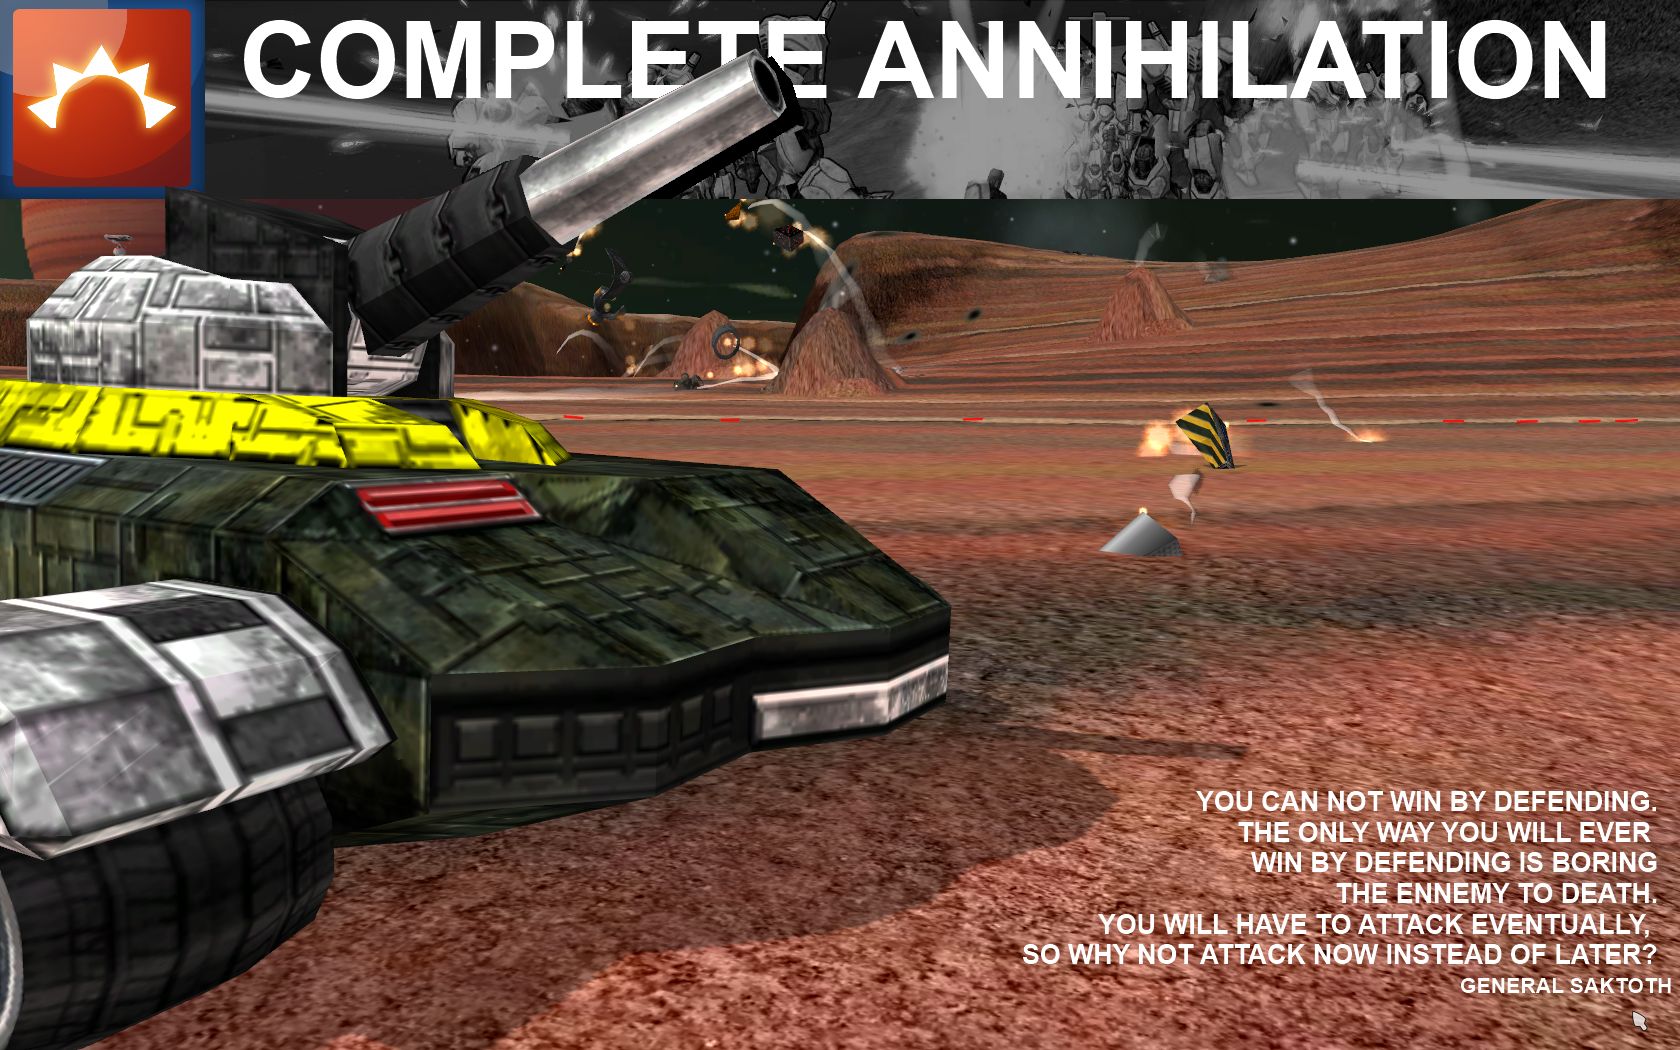 COMPLETE ANNIHILATION
YOU CAN NOT WIN BY DEFENDING.
THE ONLY WAY YOU WILL EVER
WIN BY DEFENDING IS BORING
THE ENNEMY TO DEATH.
YOU WILL HAVE TO ATTACK EVENTUALLY,
SO WHY NOT ATTACK NOW INSTEAD OF LATER?
GENERAL SAKTOTH